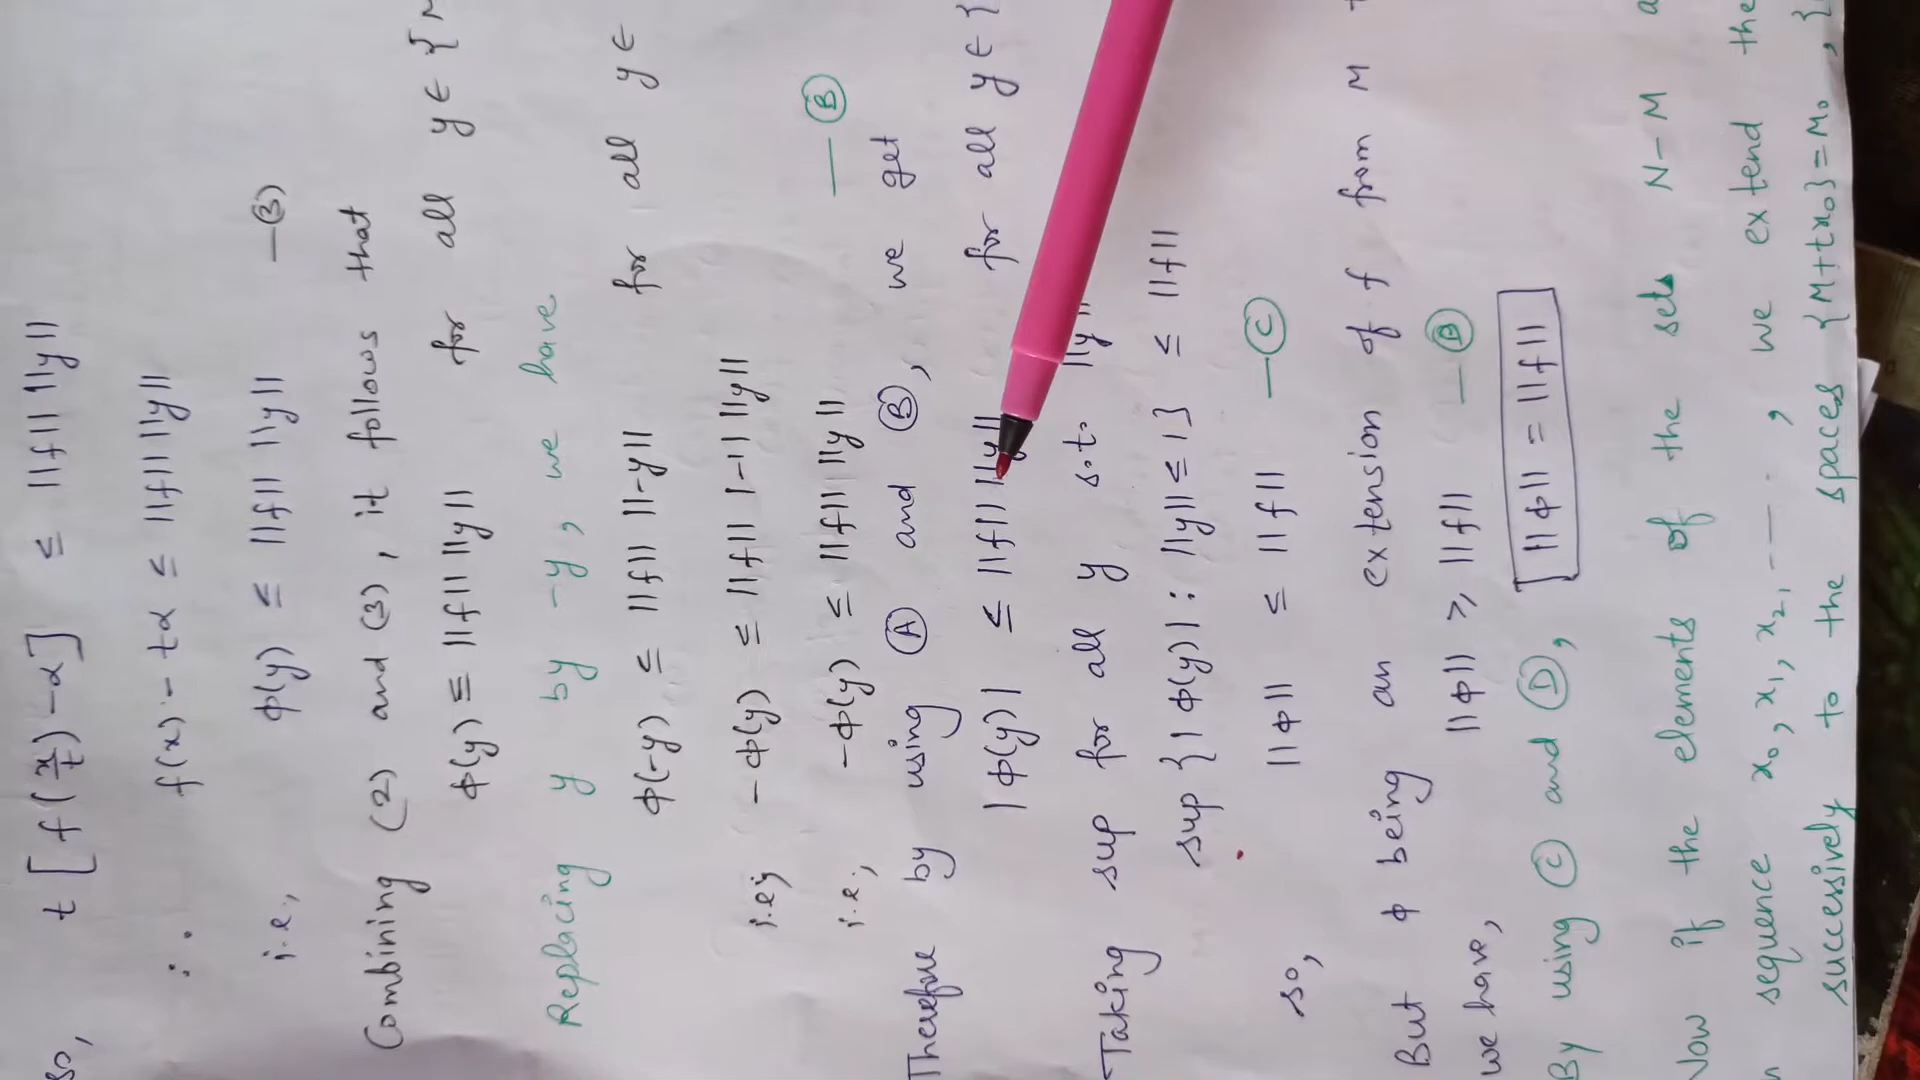 so, t [f(x/t) - α] ≤ ||f|| ||y||
∴ f(x) - tα ≤ ||f|| ||y||
i.e., φ(y) ≤ ||f|| ||y|| —(3)
Combining (2) and (3), it follows that
φ(y) ≤ ||f|| ||y|| for all y ∈ {
Replacing y by -y, we have
φ(-y) ≤ ||f|| ||-y|| for all y ∈
i.e; -φ(y) ≤ ||f|| |-1| ||y||
i.e., -φ(y) ≤ ||f|| ||y|| — Ⓑ
Therefore by using Ⓐ and Ⓑ, we get
|φ(y)| ≤ ||f|| ||y|| for all y ∈ {
Taking sup for all y s.t. ||y||
sup {|φ(y)| : ||y|| ≤ 1} ≤ ||f||
so, ||φ|| ≤ ||f|| — Ⓒ
But φ being an extension of f from M
we have, ||φ|| ≥ ||f|| — Ⓓ
By using Ⓒ and Ⓓ, ||φ|| = ||f||
Now if the elements of the sets N-M
sequence x₀, x₁, x₂, ---- , we extend the
successively to the spaces {M+tx₀} = M₀, {